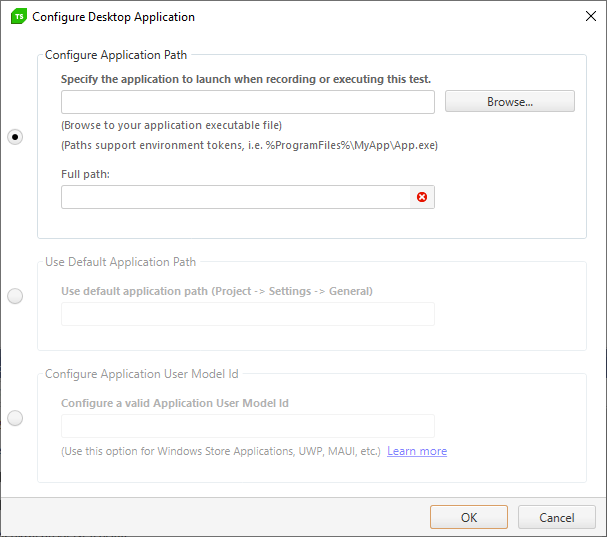 TS Configure Desktop Application
Configure Application Path
Specify the application to launch when recording or executing this test.
Browse...
(Browse to your application executable file)
(Paths support environment tokens, i.e. %ProgramFiles%\MyApp\App.exe)
Full path:
Use Default Application Path
Use default application path (Project -> Settings -> General)
Configure Application User Model Id
Configure a valid Application User Model Id
(Use this option for Windows Store Applications, UWP, MAUI, etc.) Learn more
OK Cancel